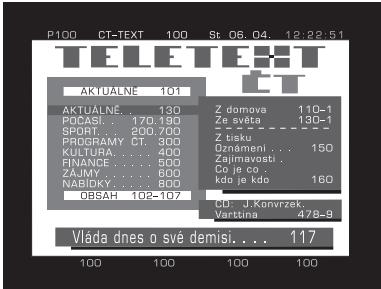 P100 CT-TEXT 100 St 06. 04. 12:22:51
TELETEXT
ČT
AKTUÁLNĚ 101
AKTUÁLNĚ. . 130
POČASÍ. . 170.190
SPORT. . . 200.700
PROGRAMY ČT. 300
KULTURA. . . . . 400
FINANCE . . . . . 500
ZÁJMY . . . . . . 600
NABÍDKY. . . . . 800
OBSAH 102–107
Z domova 110–1
Ze světa 130–1
Z tisku
Oznámení . . . 150
Zajímavosti .
Co je co .
kdo je kdo 160
CD: J.Konvrzek.
Varttina 478–9
Vláda dnes o své demisi. . . . 117
100 100 100 100